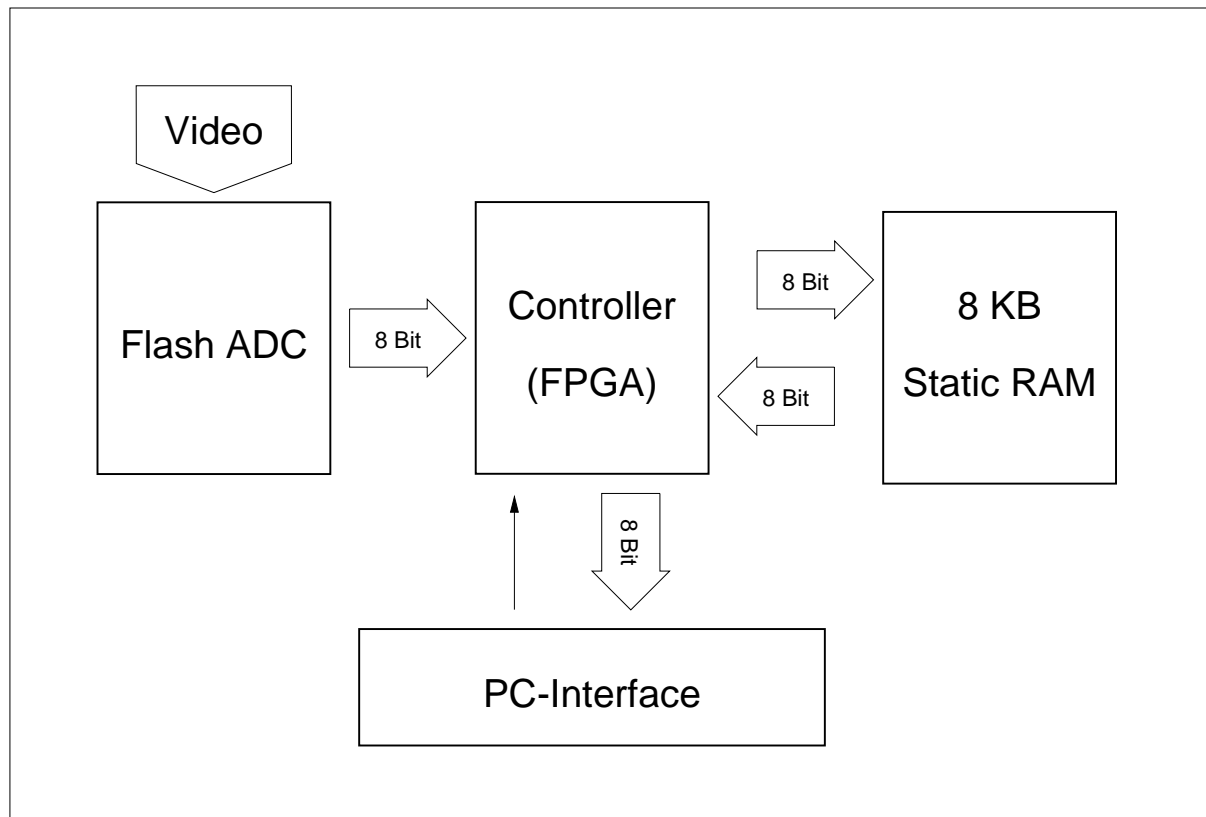 Video
Flash ADC
8 Bit
Controller
(FPGA)
8 Bit
8 Bit
8 KB
Static RAM
8 Bit
PC-Interface